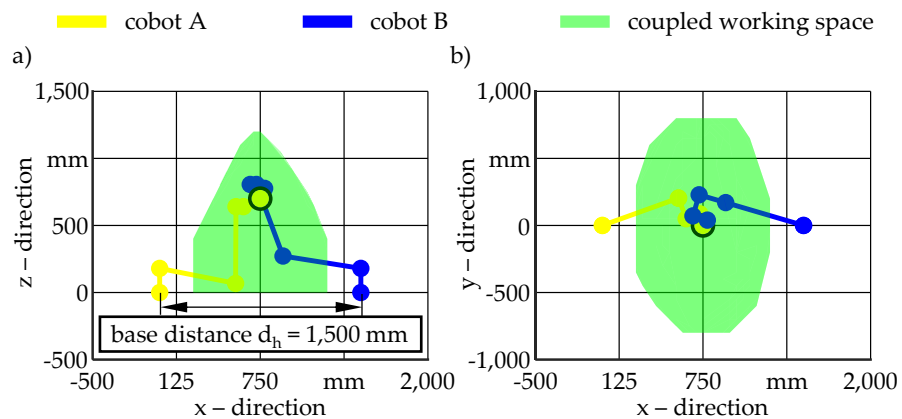 cobot A cobot B coupled working space
a) b)
1,500
mm
500
0
-500
z – direction
base distance dₕ = 1,500 mm
-500 125 750 mm 2,000
x – direction
1,000
mm
0
-500
-1,000
y – direction
-500 125 750 mm 2,000
x – direction